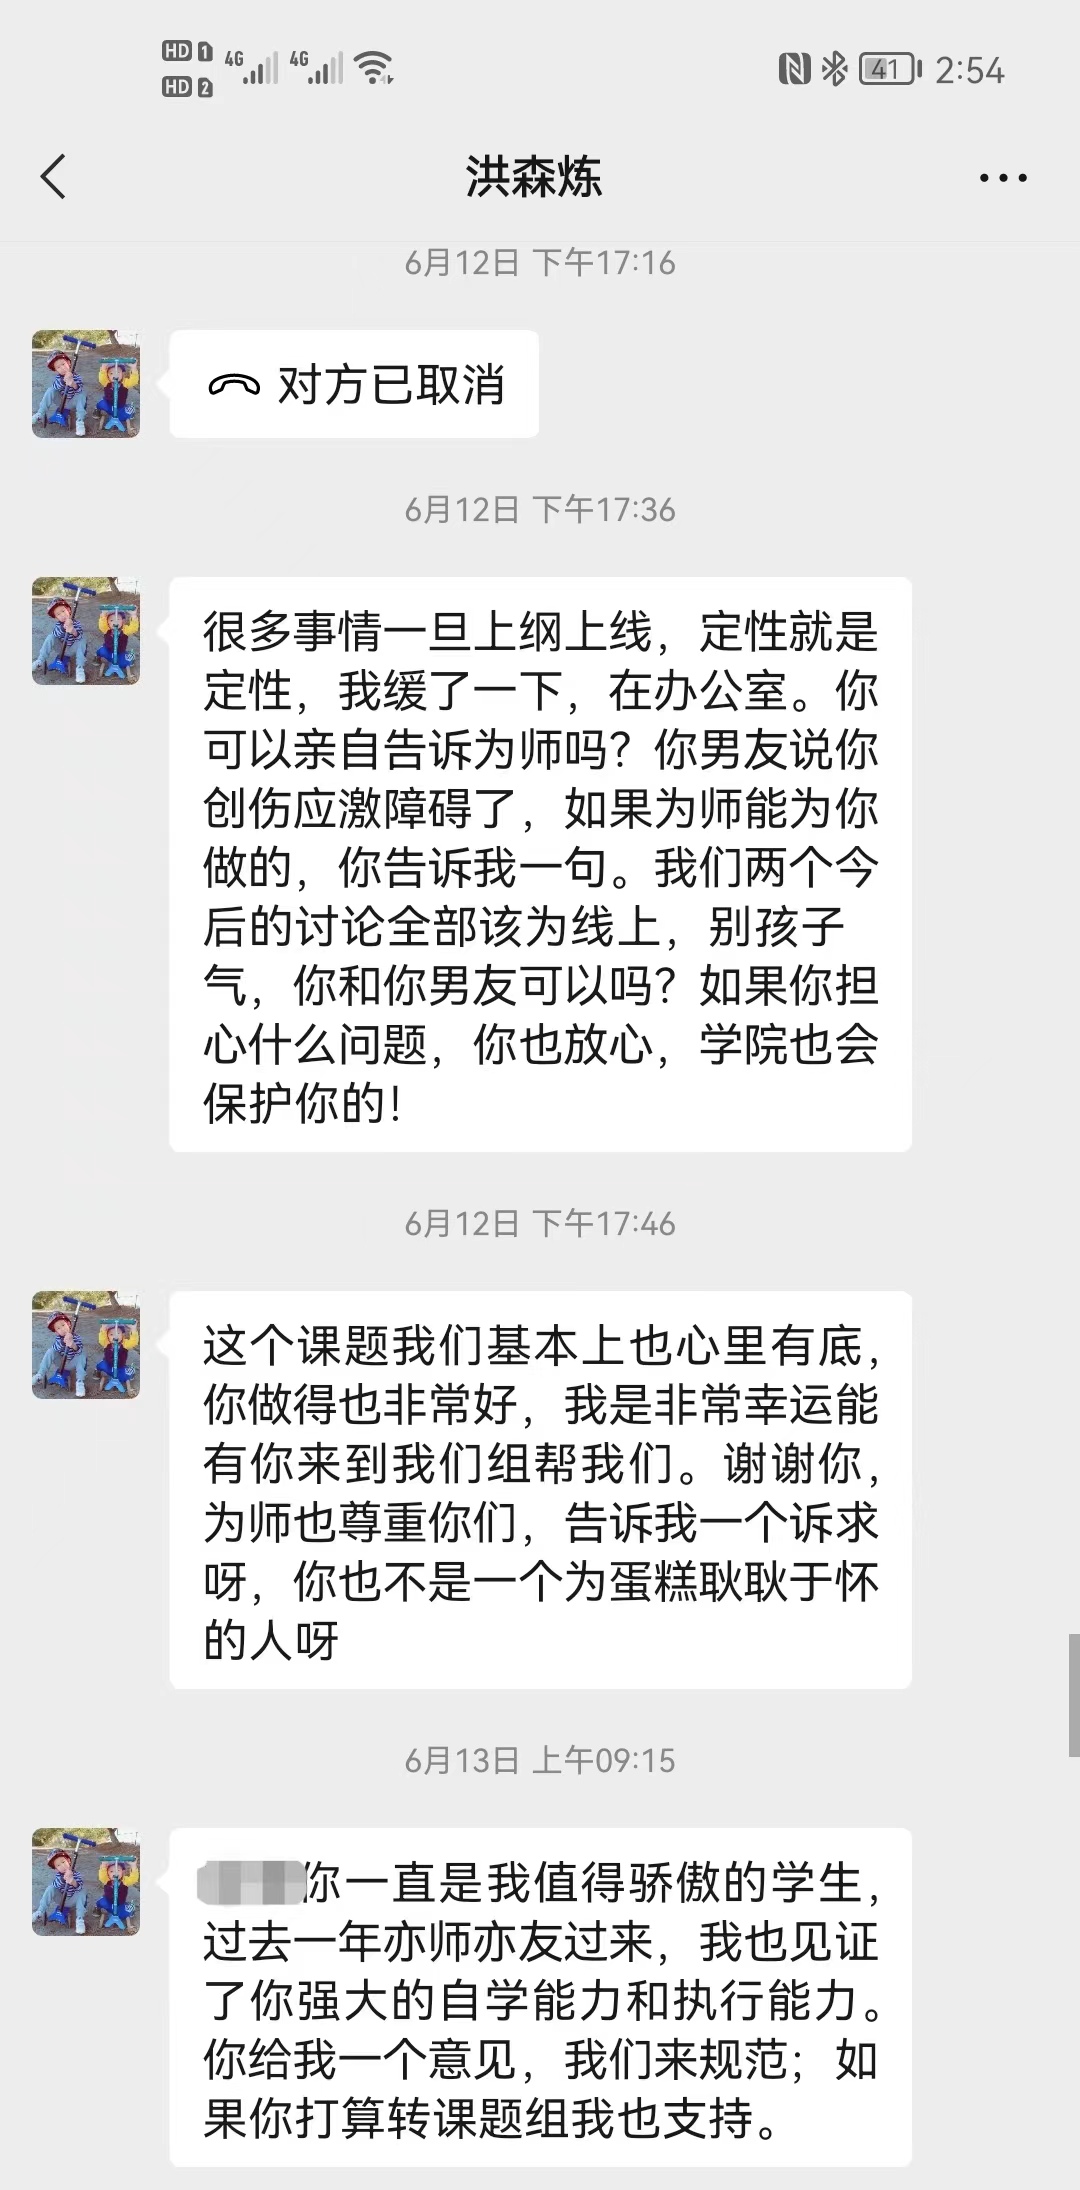 HD 1 4G 4G
HD 2
41 2:54
洪森炼
6月12日 下午17:16
对方已取消
6月12日 下午17:36
很多事情一旦上纲上线，定性就是
定性，我缓了一下，在办公室。你
可以亲自告诉为师吗？你男友说你
创伤应激障碍了，如果为师能为你
做的，你告诉我一句。我们两个今
后的讨论全部该为线上，别孩子
气，你和你男友可以吗？如果你担
心什么问题，你也放心，学院也会
保护你的！
6月12日 下午17:46
这个课题我们基本上也心里有底，
你做得也非常好，我是非常幸运能
有你来到我们组帮我们。谢谢你，
为师也尊重你们，告诉我一个诉求
呀，你也不是一个为蛋糕耿耿于怀
的人呀
6月13日 上午09:15
你一直是我值得骄傲的学生，
过去一年亦师亦友过来，我也见证
了你强大的自学能力和执行能力。
你给我一个意见，我们来规范；如
果你打算转课题组我也支持。